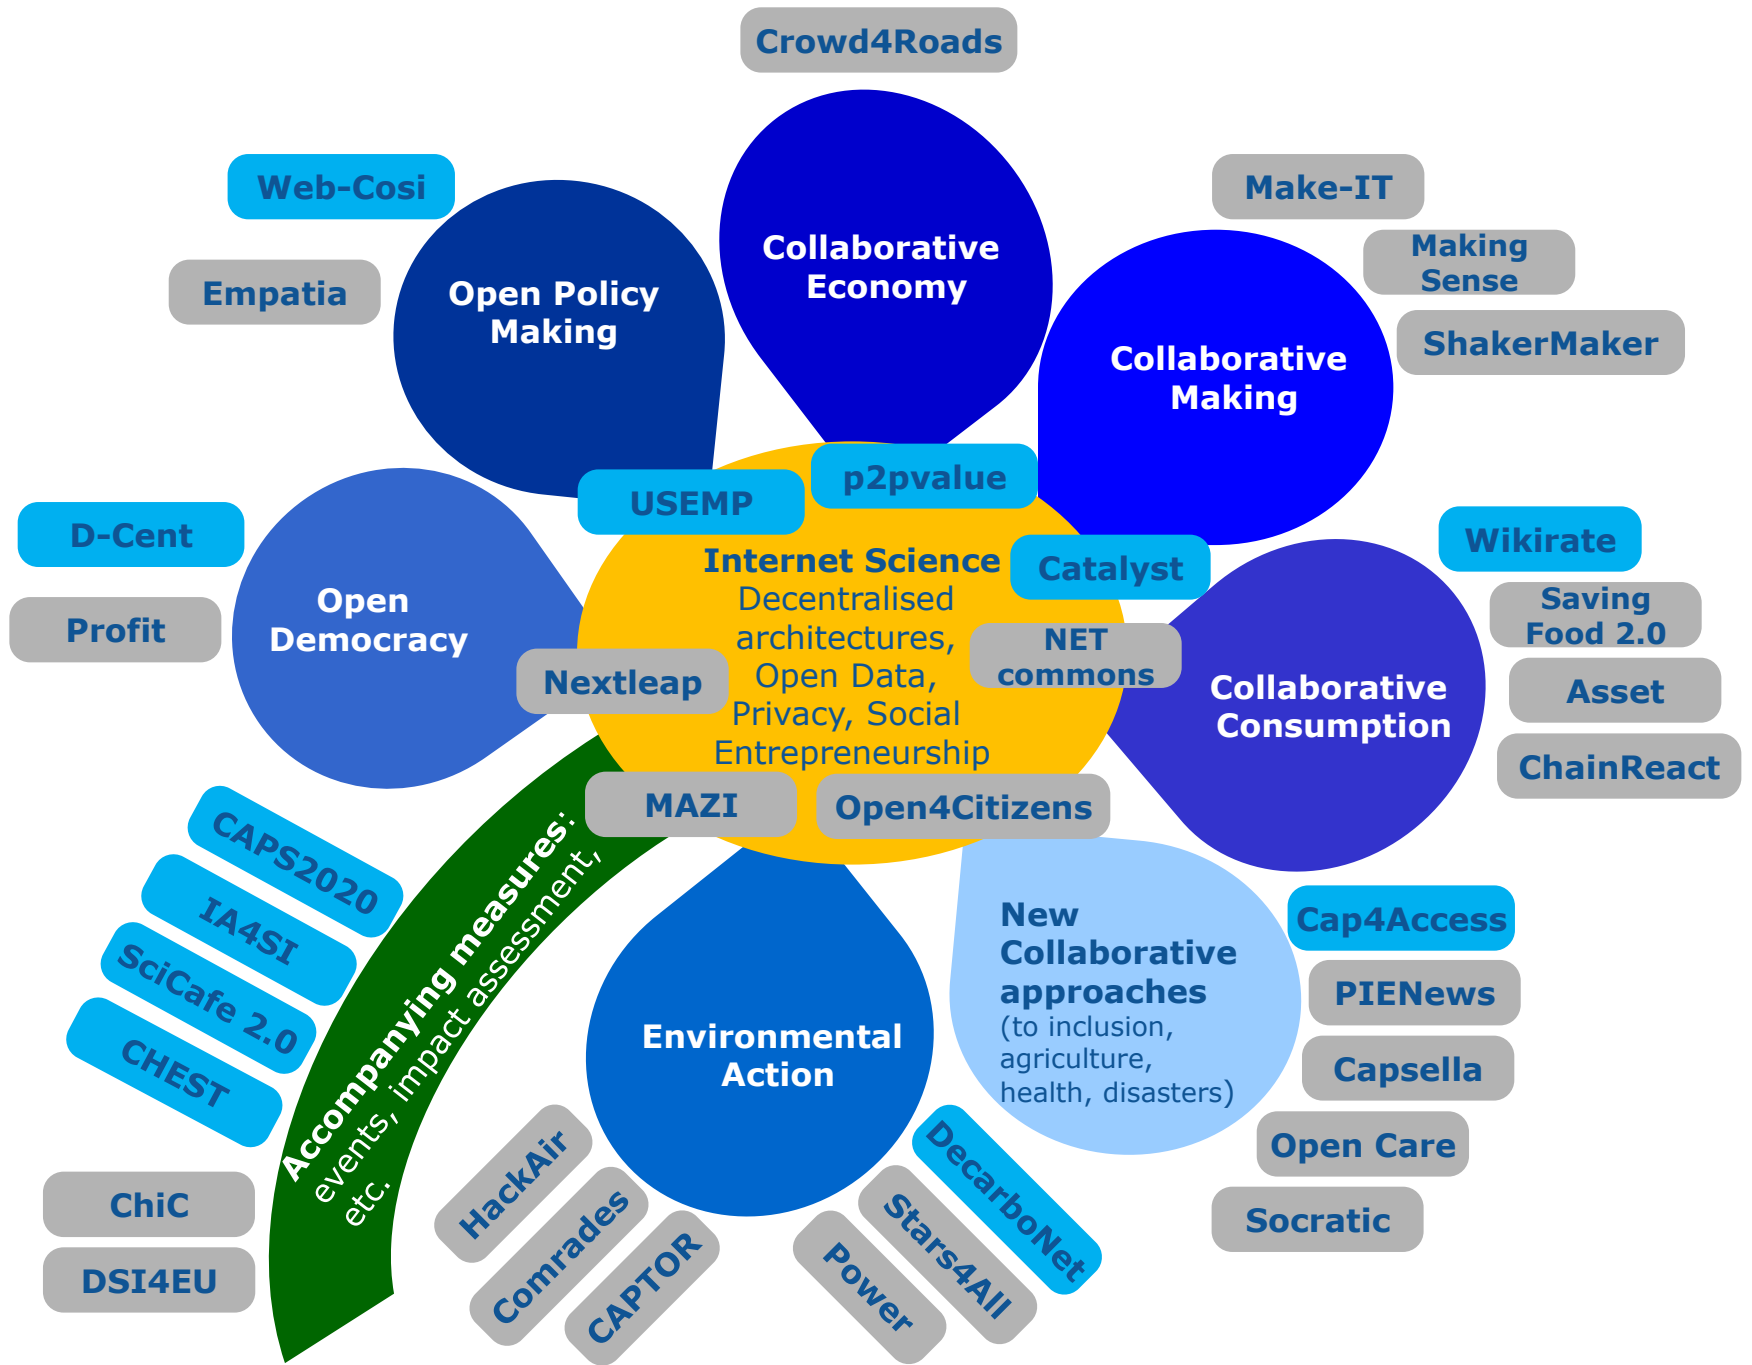 Crowd4Roads
Web-Cosi
Empatia
Open Policy
Making
Collaborative
Economy
Make-IT
Making
Sense
ShakerMaker
Collaborative
Making
D-Cent
Profit
Open
Democracy
USEMP
p2pvalue
Catalyst
NET
commons
Nextleap
MAZI
Open4Citizens
Internet Science
Decentralised
architectures,
Open Data,
Privacy, Social
Entrepreneurship
Wikirate
Saving
Food 2.0
Asset
ChainReact
Collaborative
Consumption
CAPS2020
IA4SI
SciCafe 2.0
CHEST
ChiC
DSI4EU
Accompanying measures:
events, impact assessment,
etc.
Environmental
Action
HackAir
Comrades
CAPTOR
Power
Stars4All
DecarboNet
New
Collaborative
approaches
(to inclusion,
agriculture,
health, disasters)
Cap4Access
PIENews
Capsella
Open Care
Socratic